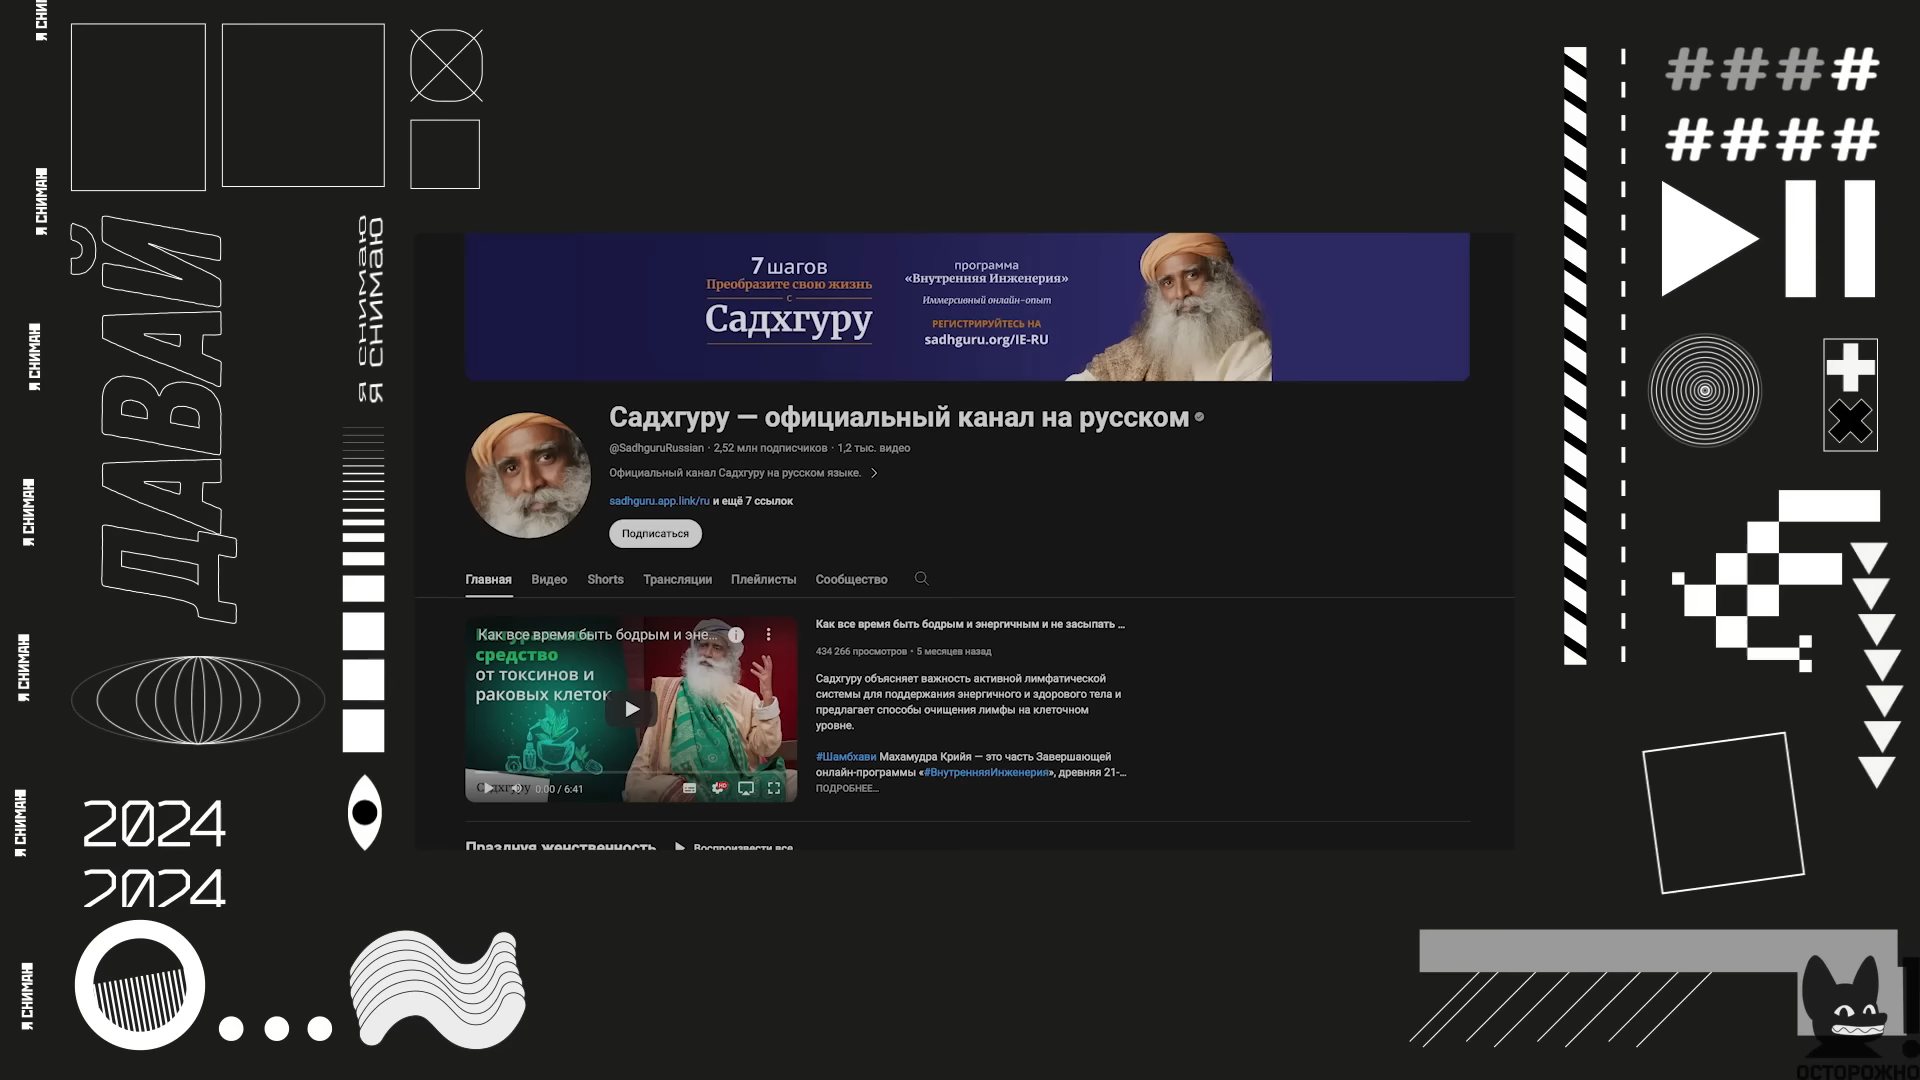 Я СНИМАЮ
Я СНИМАЮ
Я СНИМАЮ
Я СНИМАЮ
Я СНИМАЮ
Я СНИМАЮ
ДАВАЙ
Я СНИМАЮ
Я СНИМАЮ
2024
2024
####
####
7 шагов
Преобразите свою жизнь
с
Садхгуру
программа
«Внутренняя Инженерия»
Иммерсивный онлайн-опыт
РЕГИСТРИРУЙТЕСЬ НА
sadhguru.org/IE-RU
Садхгуру — официальный канал на русском
@SadhguruRussian · 2,52 млн подписчиков · 1,2 тыс. видео
Официальный канал Садхгуру на русском языке.
sadhguru.app.link/ru и ещё 7 ссылок
Подписаться
Главная Видео Shorts Трансляции Плейлисты Сообщество
Как все время быть бодрым и эне...
средство
от токсинов и
раковых клеток
Садхгуру
0:00 / 6:41
HD
Как все время быть бодрым и энергичным и не засыпать ...
434 266 просмотров • 5 месяцев назад
Садхгуру объясняет важность активной лимфатической
системы для поддержания энергичного и здорового тела и
предлагает способы очищения лимфы на клеточном
уровне.
#Шамбхави Махамудра Крийя — это часть Завершающей
онлайн-программы «#ВнутренняяИнженерия», древняя 21-...
ПОДРОБНЕЕ...
Празднуя женственность Воспроизвести все
ОСТОРОЖНО